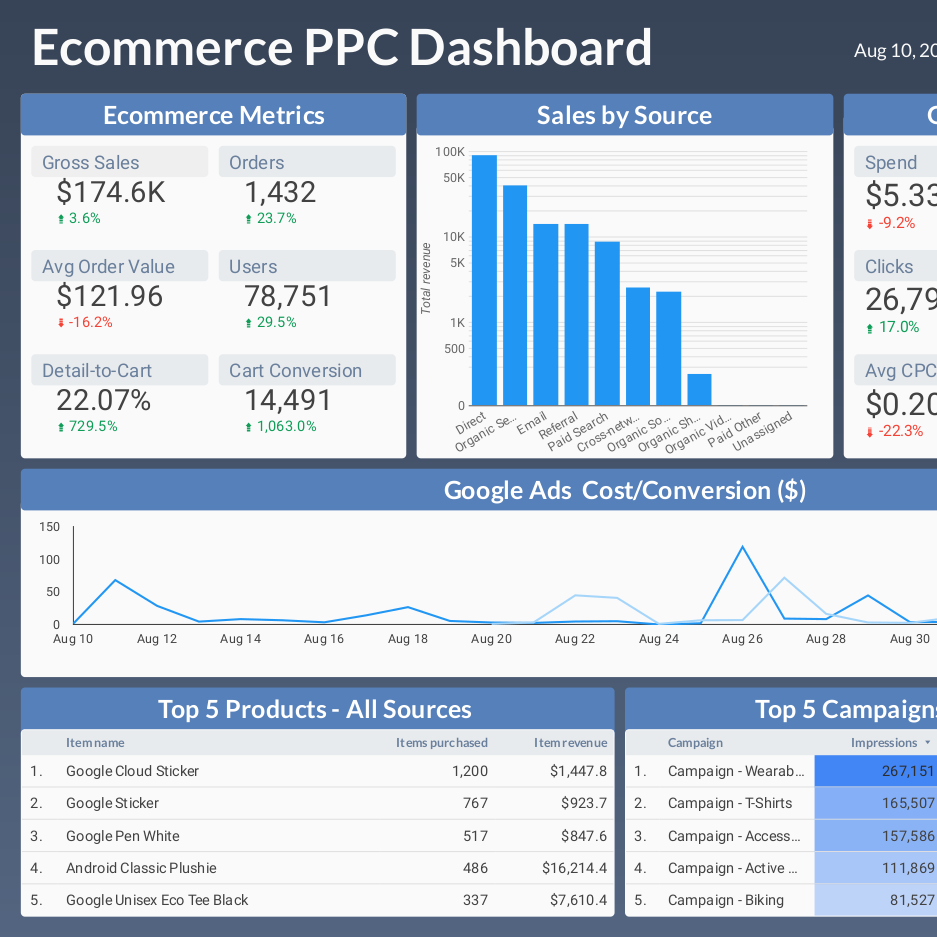 Ecommerce PPC Dashboard
Aug 10, 20
Ecommerce Metrics
Gross Sales
$174.6K
3.6%
Orders
1,432
23.7%
Avg Order Value
$121.96
-16.2%
Users
78,751
29.5%
Detail-to-Cart
22.07%
729.5%
Cart Conversion
14,491
1,063.0%
Sales by Source
Total revenue
100K
50K
10K
5K
1K
500
0
Direct
Organic Se…
Email
Referral
Paid Search
Cross-netw…
Organic So…
Organic Sh…
Organic Vid…
Paid Other
Unassigned
Spend
$5.33
-9.2%
Clicks
26,79
17.0%
Avg CPC
$0.20
-22.3%
Google Ads  Cost/Conversion ($)
150
100
50
0
Aug 10 Aug 12 Aug 14 Aug 16 Aug 18 Aug 20 Aug 22 Aug 24 Aug 26 Aug 28 Aug 30
Top 5 Products - All Sources
Item name Items purchased Item revenue
1. Google Cloud Sticker 1,200 $1,447.8
2. Google Sticker 767 $923.7
3. Google Pen White 517 $847.6
4. Android Classic Plushie 486 $16,214.4
5. Google Unisex Eco Tee Black 337 $7,610.4
Top 5 Campaigns
Campaign Impressions
1. Campaign - Wearab… 267,151
2. Campaign - T-Shirts 165,507
3. Campaign - Access… 157,586
4. Campaign - Active … 111,869
5. Campaign - Biking 81,527